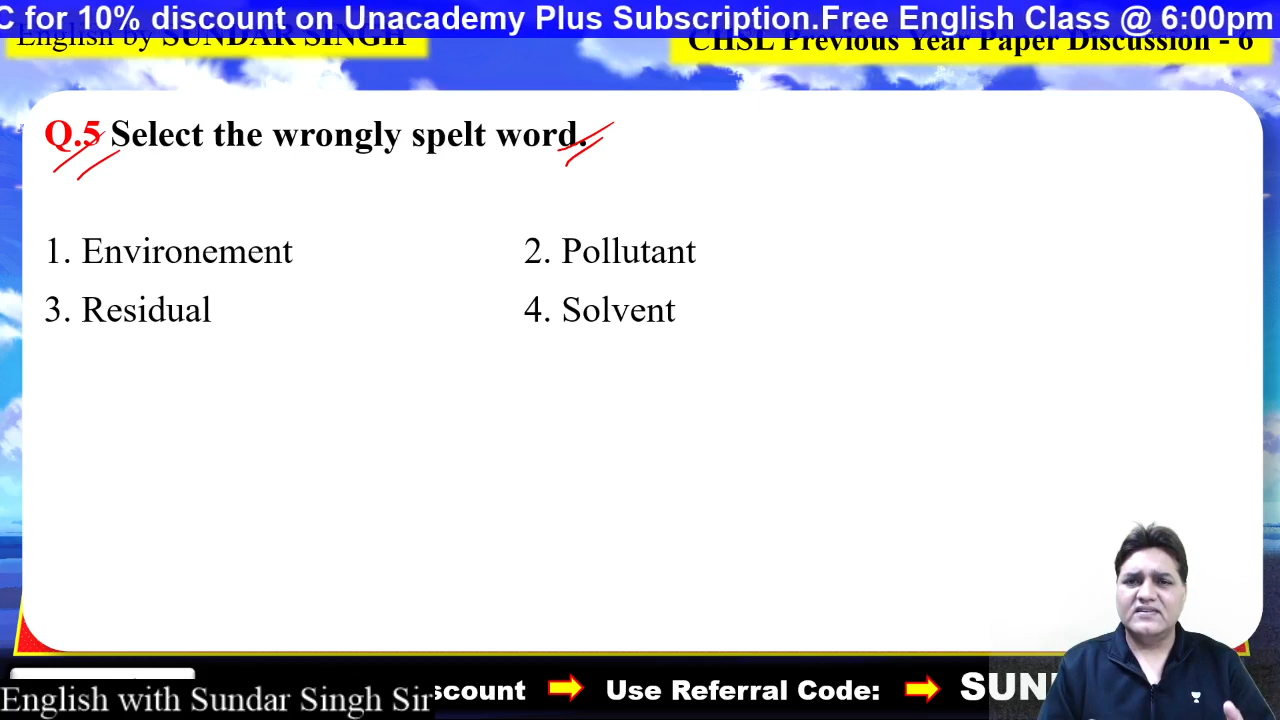 C for 10% discount on Unacademy Plus Subscription.Free English Class @ 6:00pm
English by SUNDAR SINGH
CHSL Previous Year Paper Discussion - 6
Q.5 Select the wrongly spelt word.
1. Environement
2. Pollutant
3. Residual
4. Solvent
scount Use Referral Code: SUN
English with Sundar Singh Sir